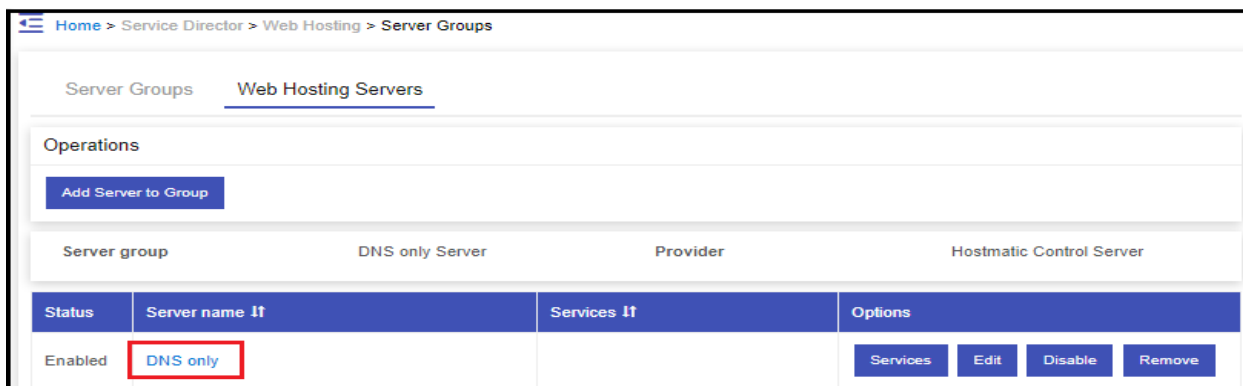 Home > Service Director > Web Hosting > Server Groups
Server Groups Web Hosting Servers
Operations
Add Server to Group
Server group DNS only Server Provider Hostmatic Control Server
Status Server name Services Options
Enabled DNS only Services Edit Disable Remove